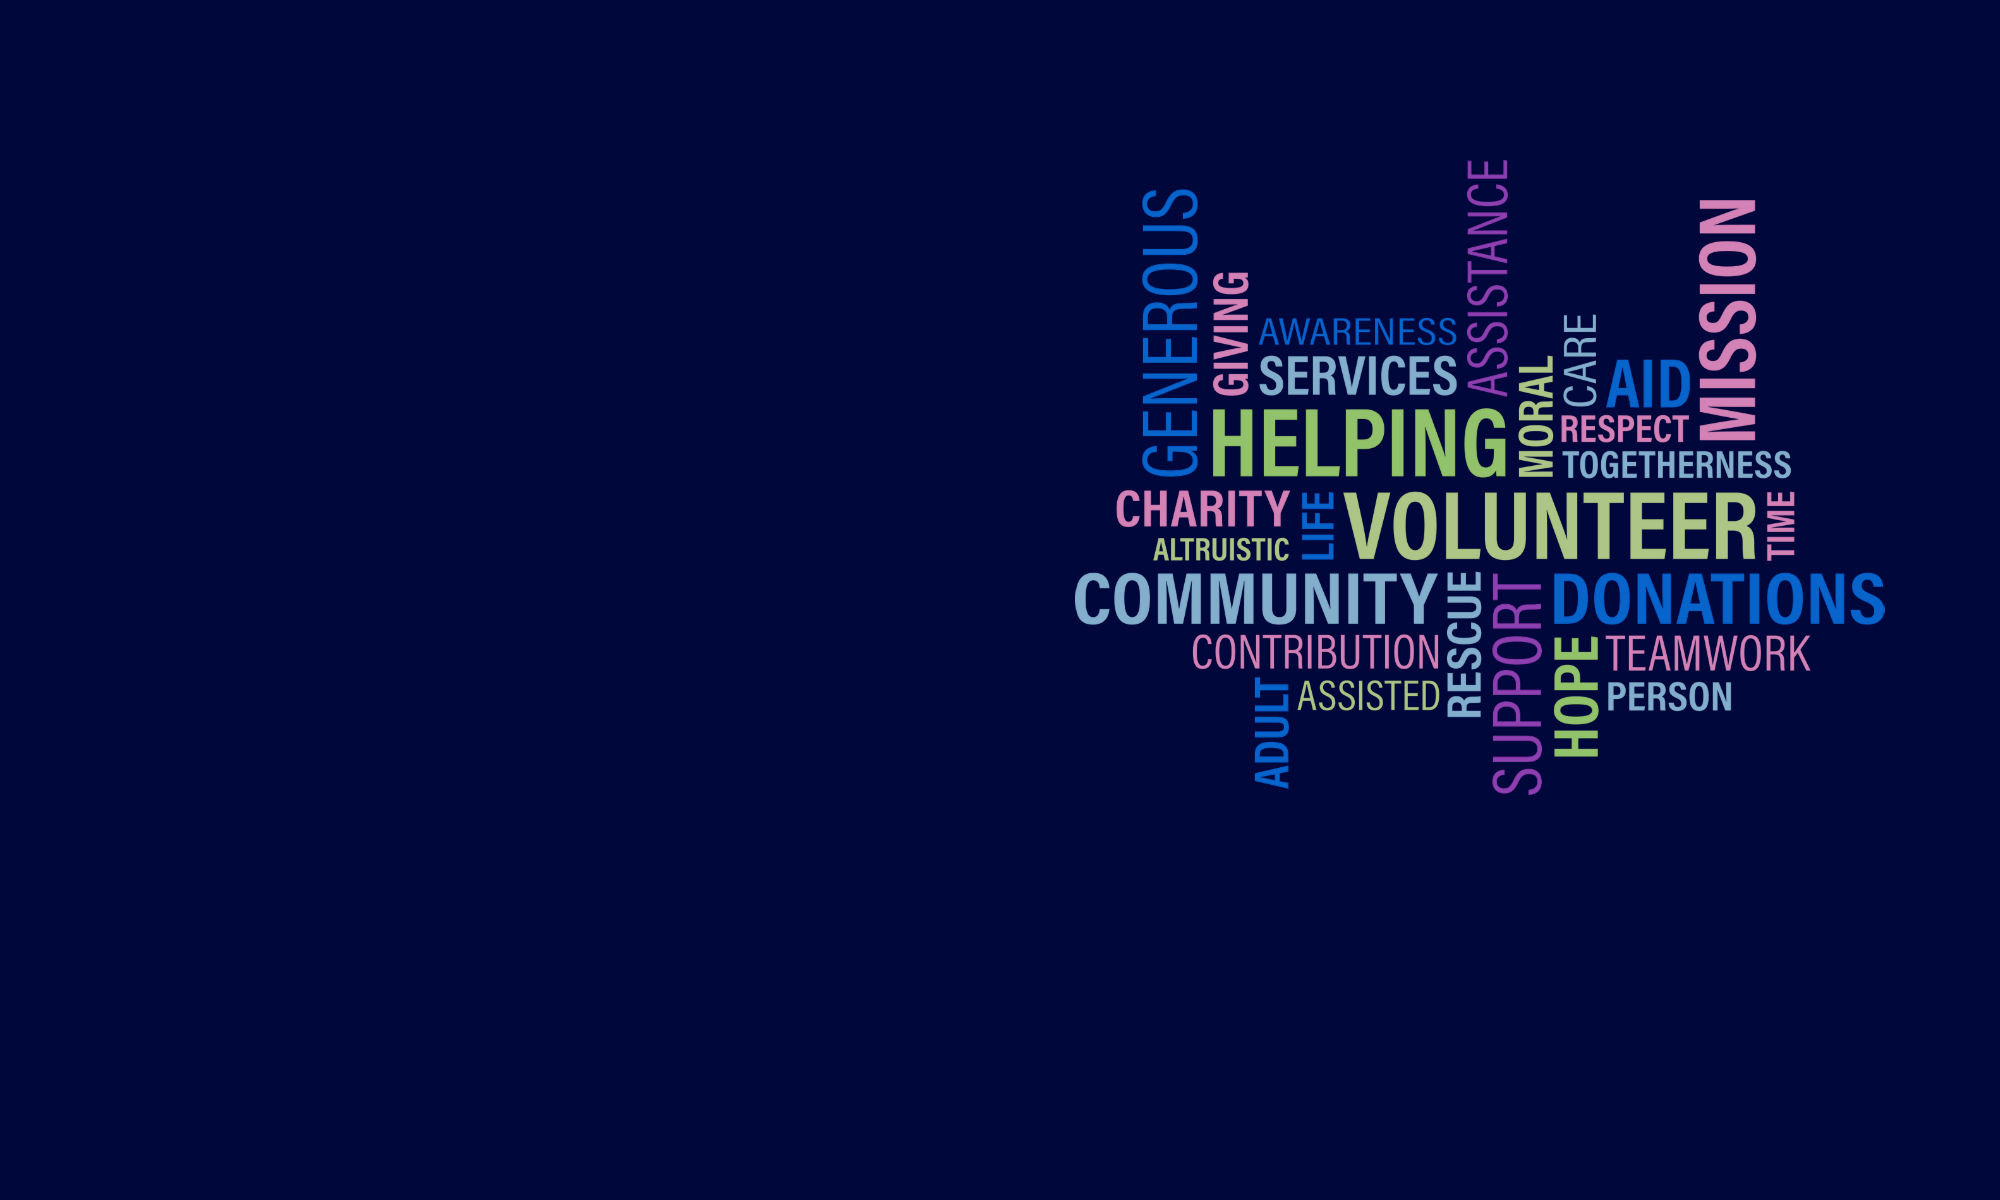 GENEROUS
GIVING
AWARENESS
SERVICES
ASSISTANCE
HELPING
MORAL
CARE
AID
MISSION
RESPECT
TOGETHERNESS
CHARITY
ALTRUISTIC
LIFE
VOLUNTEER
TIME
COMMUNITY
RESCUE
SUPPORT
DONATIONS
CONTRIBUTION
HOPE
TEAMWORK
ADULT
ASSISTED
PERSON